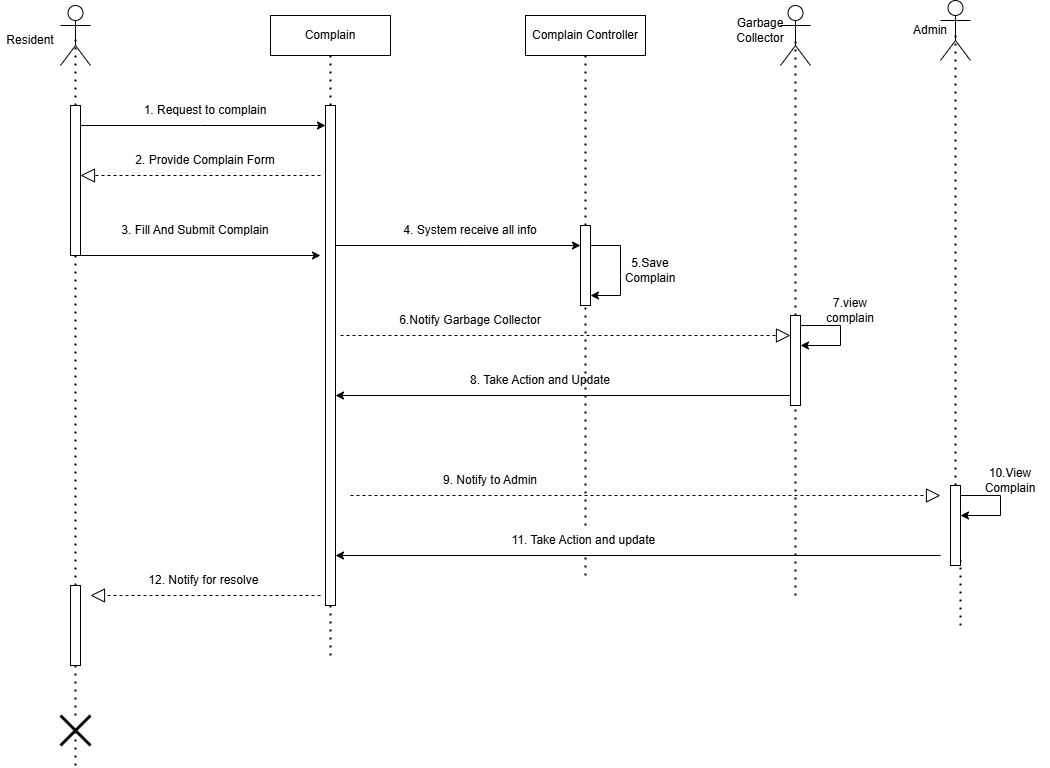 Resident
Complain
Complain Controller
Garbage
Collector
Admin
1. Request to complain
2. Provide Complain Form
3. Fill And Submit Complain
4. System receive all info
5.Save
Complain
6.Notify Garbage Collector
7.view
complain
8. Take Action and Update
9. Notify to Admin
10.View
Complain
11. Take Action and update
12. Notify for resolve